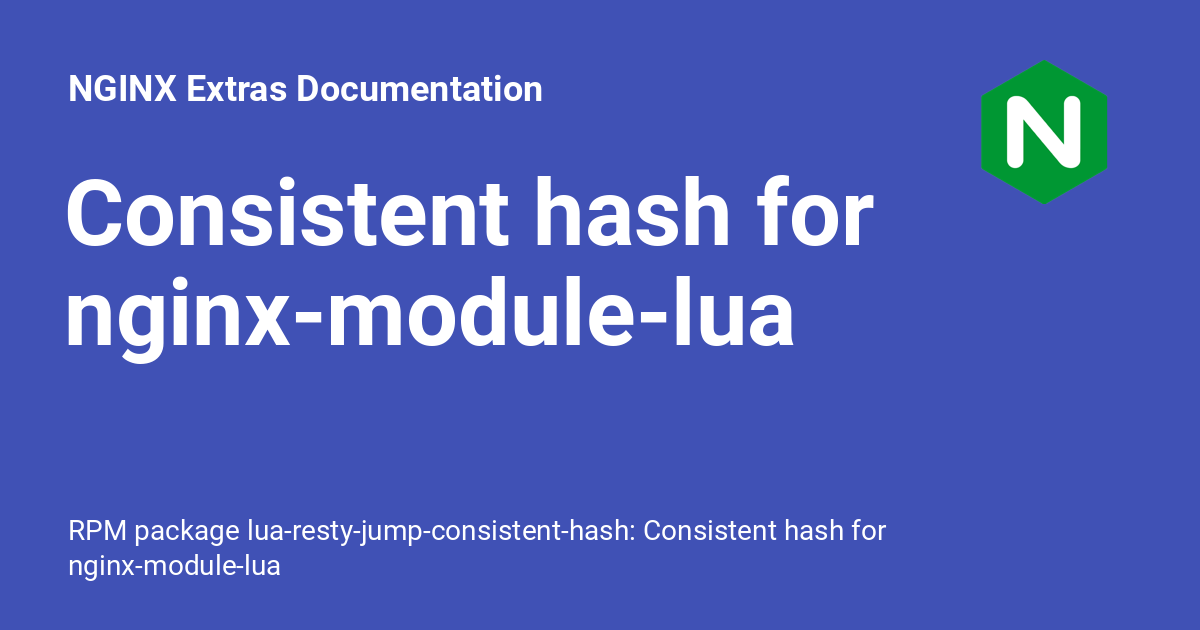 NGINX Extras Documentation
N
Consistent hash for
nginx-module-lua
RPM package lua-resty-jump-consistent-hash: Consistent hash for
nginx-module-lua